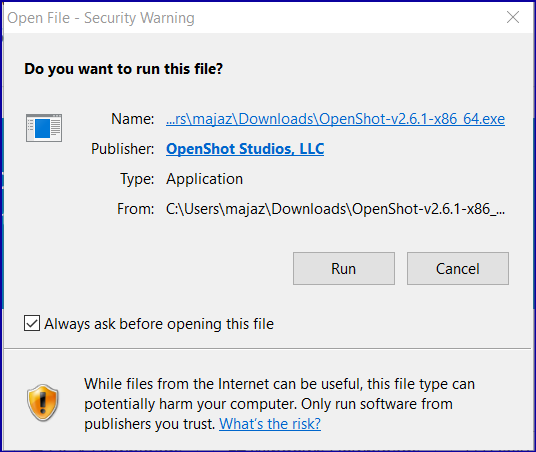 Open File - Security Warning
Do you want to run this file?
Name: ...rs\majaz\Downloads\OpenShot-v2.6.1-x86_64.exe
Publisher: OpenShot Studios, LLC
Type: Application
From: C:\Users\majaz\Downloads\OpenShot-v2.6.1-x86_...
Run Cancel
Always ask before opening this file
While files from the Internet can be useful, this file type can
potentially harm your computer. Only run software from
publishers you trust. What's the risk?